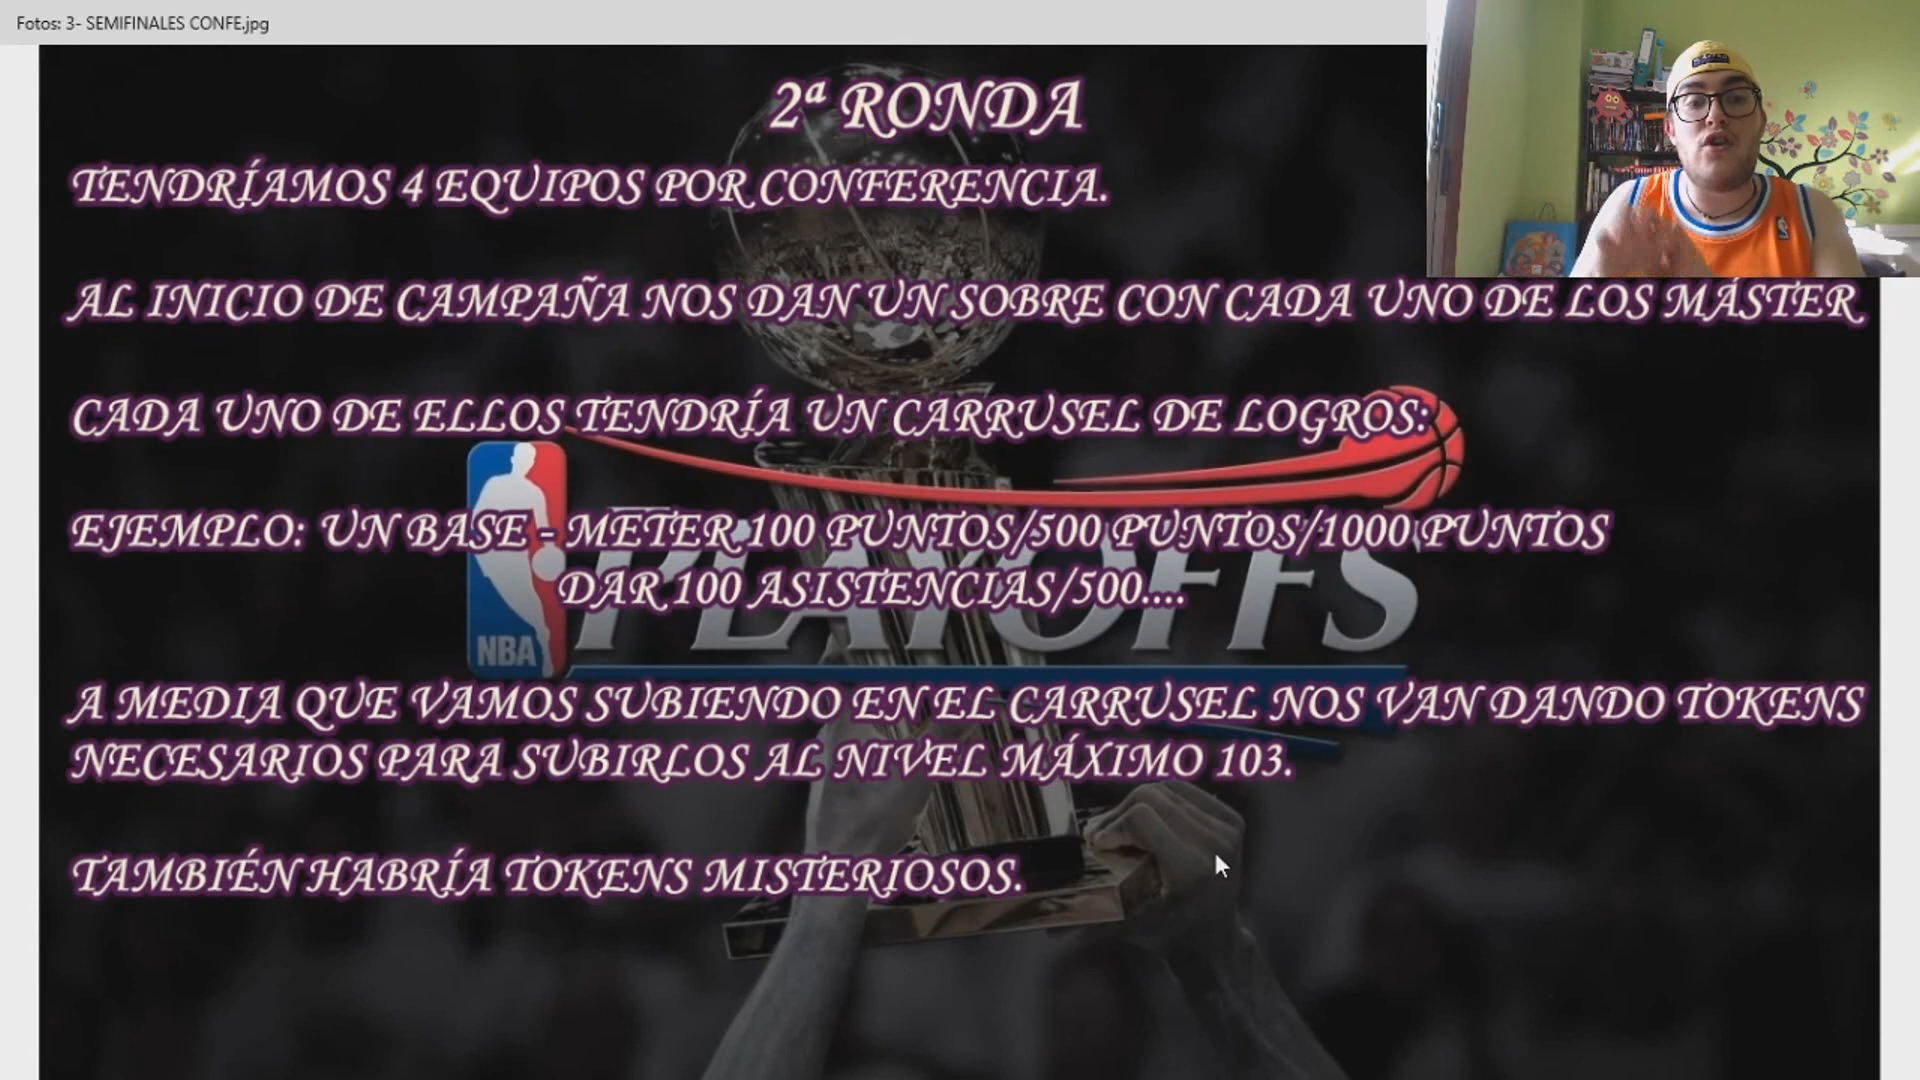 Fotos: 3- SEMIFINALES CONFE.jpg
2ª RONDA
TENDRÍAMOS 4 EQUIPOS POR CONFERENCIA.
AL INICIO DE CAMPAÑA NOS DAN UN SOBRE CON CADA UNO DE LOS MÁSTER.
CADA UNO DE ELLOS TENDRÍA UN CARRUSEL DE LOGROS:
EJEMPLO: UN BASE - METER 100 PUNTOS/500 PUNTOS/1000 PUNTOS
DAR 100 ASISTENCIAS/500....
NBA
PLAYOFFS
A MEDIA QUE VAMOS SUBIENDO EN EL CARRUSEL NOS VAN DANDO TOKENS
NECESARIOS PARA SUBIRLOS AL NIVEL MÁXIMO 103.
TAMBIÉN HABRÍA TOKENS MISTERIOSOS.